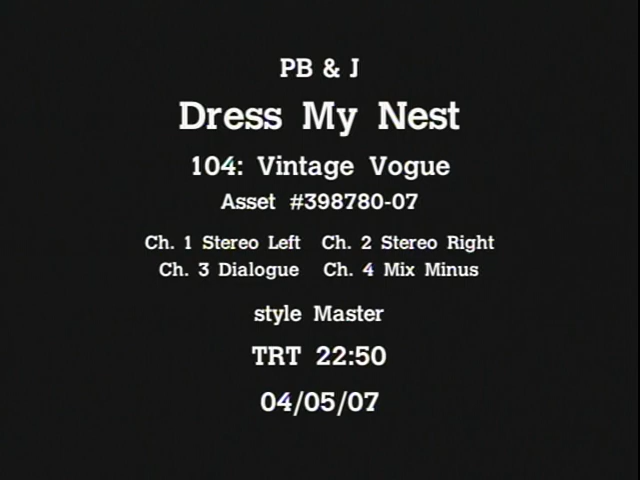 PB & J
Dress My Nest
104: Vintage Vogue
Asset #398780-07
Ch. 1 Stereo Left Ch. 2 Stereo Right
Ch. 3 Dialogue Ch. 4 Mix Minus
style Master
TRT 22:50
04/05/07